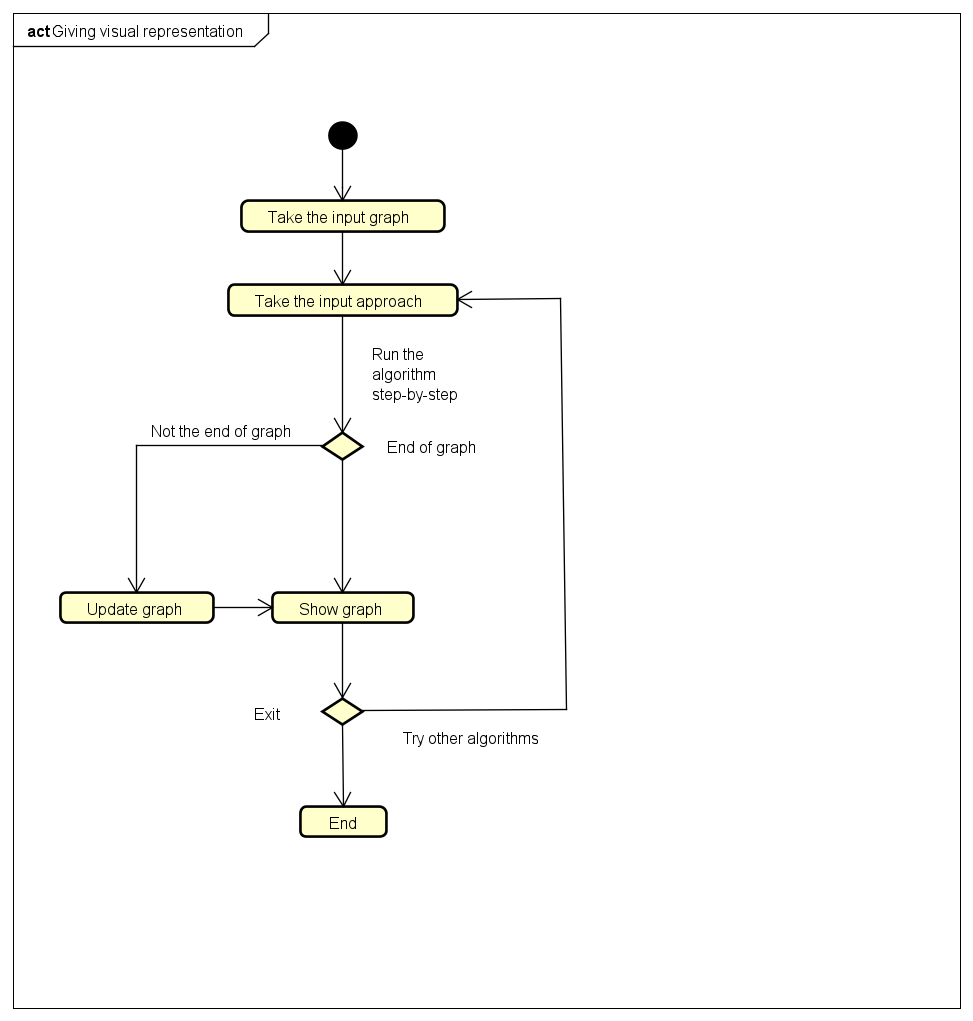 act Giving visual representation
Take the input graph
Take the input approach
Run the
algorithm
step-by-step
Not the end of graph
End of graph
Update graph
Show graph
Exit
Try other algorithms
End